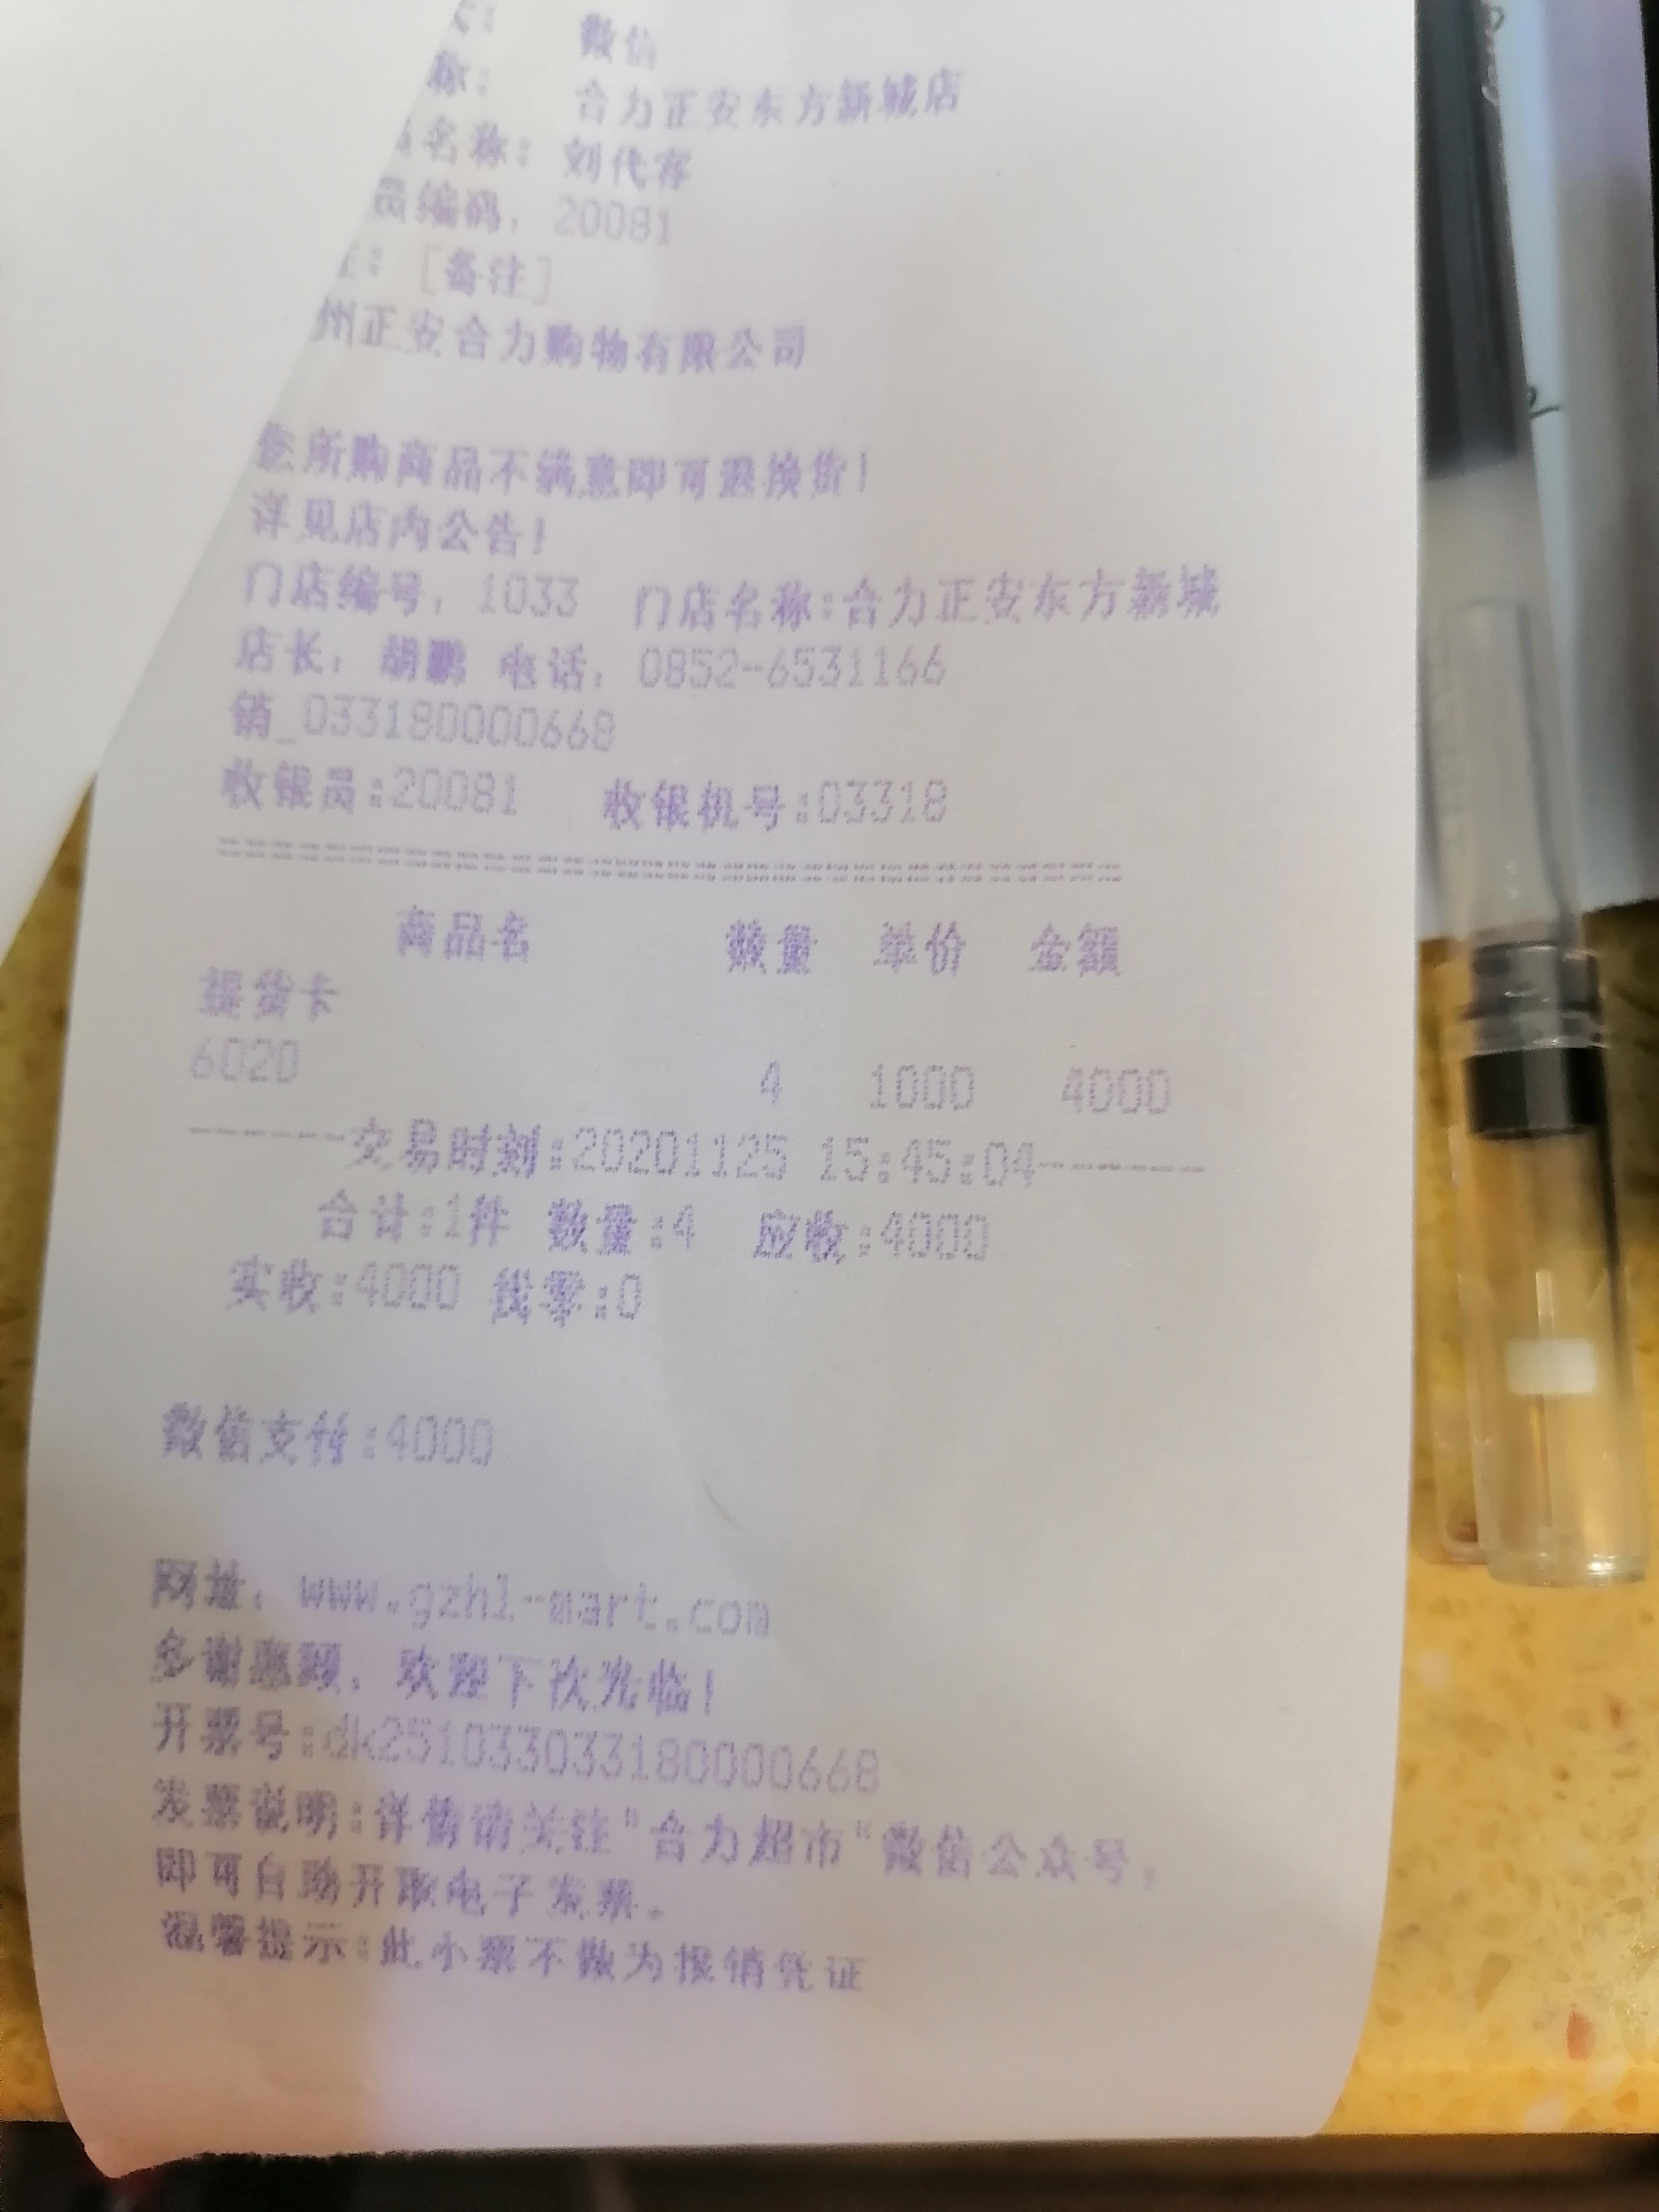 微信
称: 合力正安东方新城店
名称: 刘代容
员编码: 20081
: [备注]
州正安合力购物有限公司
您所购商品不满意即可退换货!
详见店内公告!
门店编号: 1033 门店名称:合力正安东方新城
店长: 胡鹏 电话: 0852-6531166
销_033180000668
收银员:20081 收银机号:03318
商品名 数量 单价 金额
提货卡
6020
4 1000 4000
------交易时刻:20201125 15:45:04------
合计:1件 数量:4 应收:4000
实收:4000 找零:0
微信支付:4000
网址: www.gzhl-mart.com
多谢惠顾, 欢迎下次光临!
开票号:dk251033033180000668
发票说明:详情请关注"合力超市"微信公众号,
即可自助开取电子发票。
温馨提示:此小票不做为报销凭证